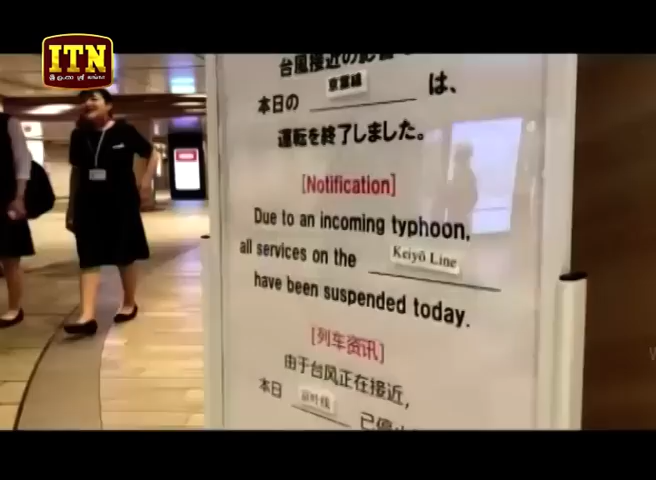 ITN
台風接近の影響
京葉線
本日の は、
運転を終了しました。
[Notification]
Due to an incoming typhoon,
all services on the Keiyō Line
have been suspended today.
[列车资讯]
由于台风正在接近,
本日 京叶线 已停